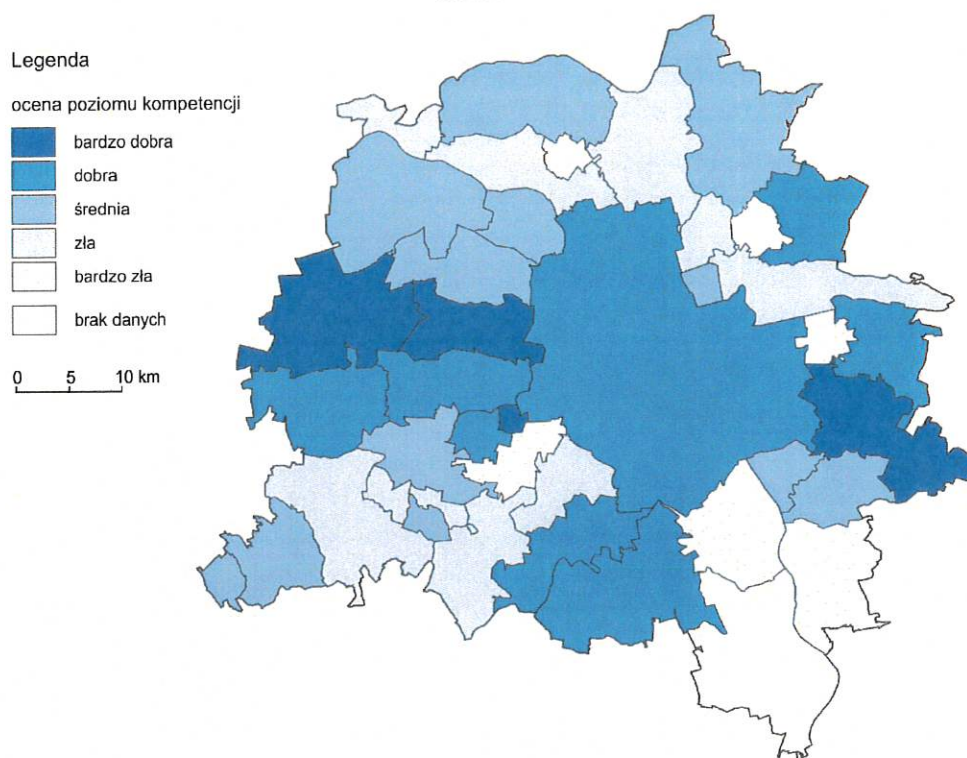 Legenda
ocena poziomu kompetencji
bardzo dobra
dobra
średnia
zła
bardzo zła
brak danych
0 5 10 km